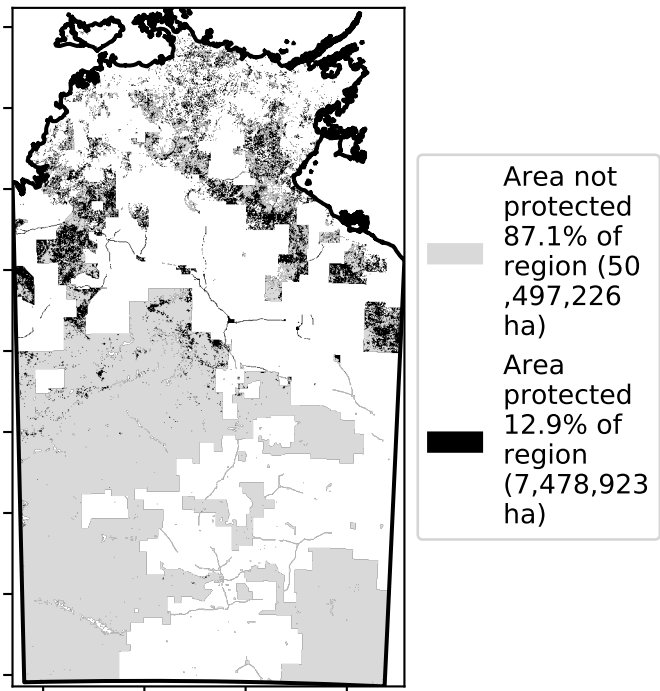 Area not
protected
87.1% of
region (50
,497,226
ha)
Area
protected
12.9% of
region
(7,478,923
ha)